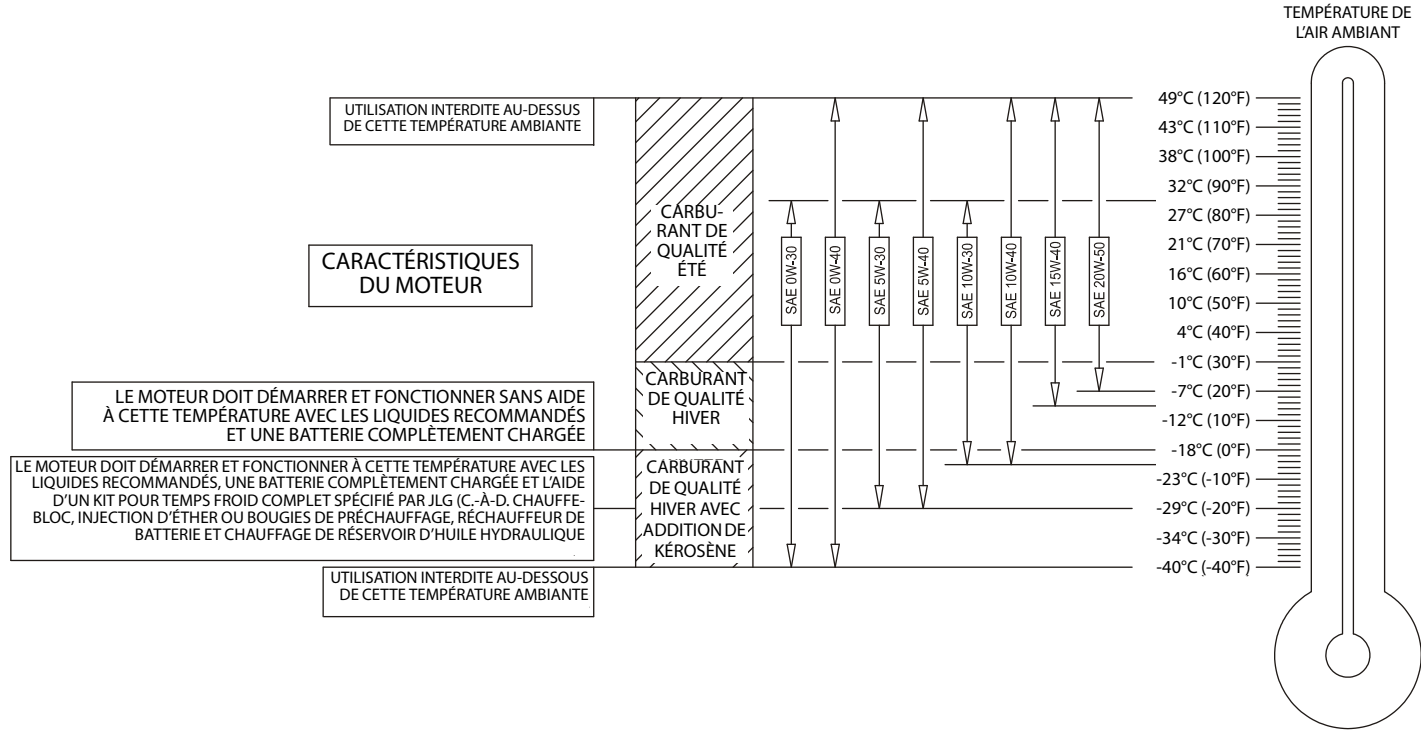 TEMPÉRATURE DE
L'AIR AMBIANT
UTILISATION INTERDITE AU-DESSUS
DE CETTE TEMPÉRATURE AMBIANTE
CARACTÉRISTIQUES
DU MOTEUR
LE MOTEUR DOIT DÉMARRER ET FONCTIONNER SANS AIDE
À CETTE TEMPÉRATURE AVEC LES LIQUIDES RECOMMANDÉS
ET UNE BATTERIE COMPLÈTEMENT CHARGÉE
LE MOTEUR DOIT DÉMARRER ET FONCTIONNER À CETTE TEMPÉRATURE AVEC LES
LIQUIDES RECOMMANDÉS, UNE BATTERIE COMPLÈTEMENT CHARGÉE ET L'AIDE
D'UN KIT POUR TEMPS FROID COMPLET SPÉCIFIÉ PAR JLG (C.-À-D. CHAUFFE-
BLOC, INJECTION D'ÉTHER OU BOUGIES DE PRÉCHAUFFAGE, RÉCHAUFFEUR DE
BATTERIE ET CHAUFFAGE DE RÉSERVOIR D'HUILE HYDRAULIQUE
UTILISATION INTERDITE AU-DESSOUS
DE CETTE TEMPÉRATURE AMBIANTE
CARBU-
RANT DE
QUALITÉ
ÉTÉ
CARBURANT
DE QUALITÉ
HIVER
CARBURANT
DE QUALITÉ
HIVER AVEC
ADDITION DE
KÉROSÈNE
SAE 0W-30
SAE 0W-40
SAE 5W-30
SAE 5W-40
SAE 10W-30
SAE 10W-40
SAE 15W-40
SAE 20W-50
49°C (120°F)
43°C (110°F)
38°C (100°F)
32°C (90°F)
27°C (80°F)
21°C (70°F)
16°C (60°F)
10°C (50°F)
4°C (40°F)
-1°C (30°F)
-7°C (20°F)
-12°C (10°F)
-18°C (0°F)
-23°C (-10°F)
-29°C (-20°F)
-34°C (-30°F)
-40°C (-40°F)